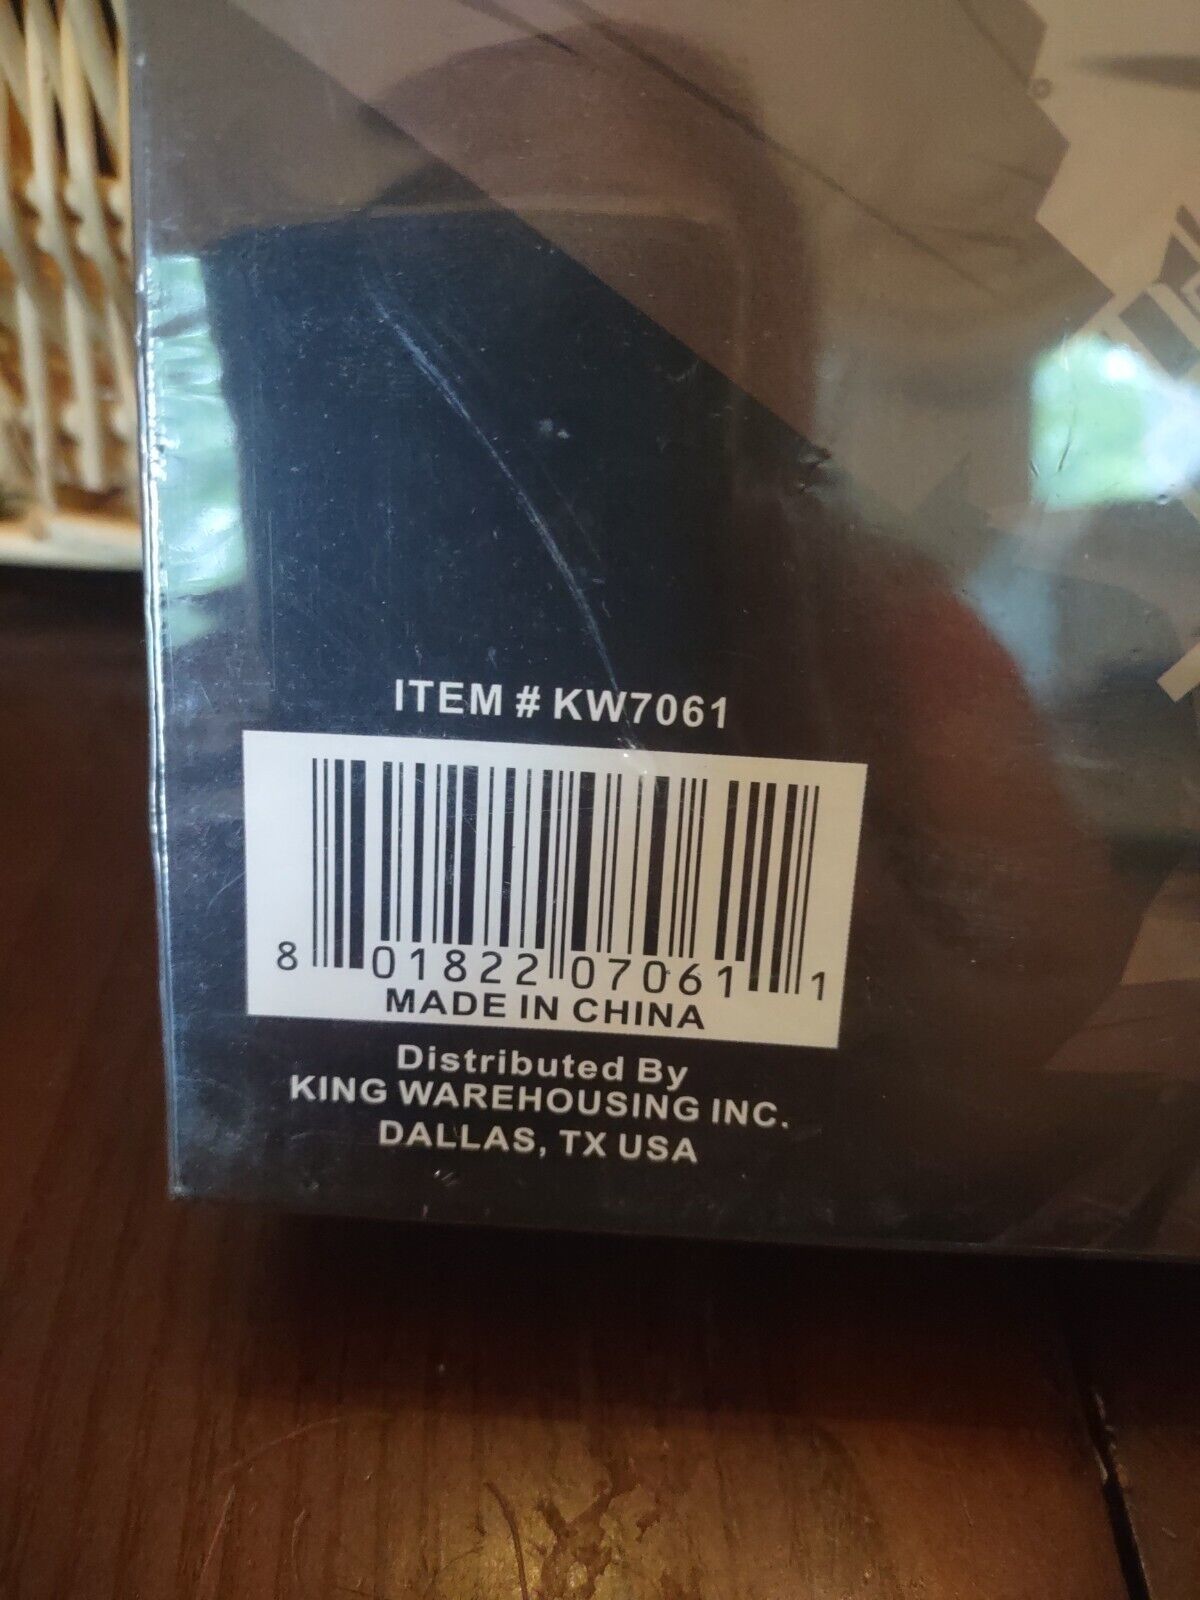 ITEM # KW7061
8 01822 07061 1
MADE IN CHINA
Distributed By
KING WAREHOUSING INC.
DALLAS, TX USA